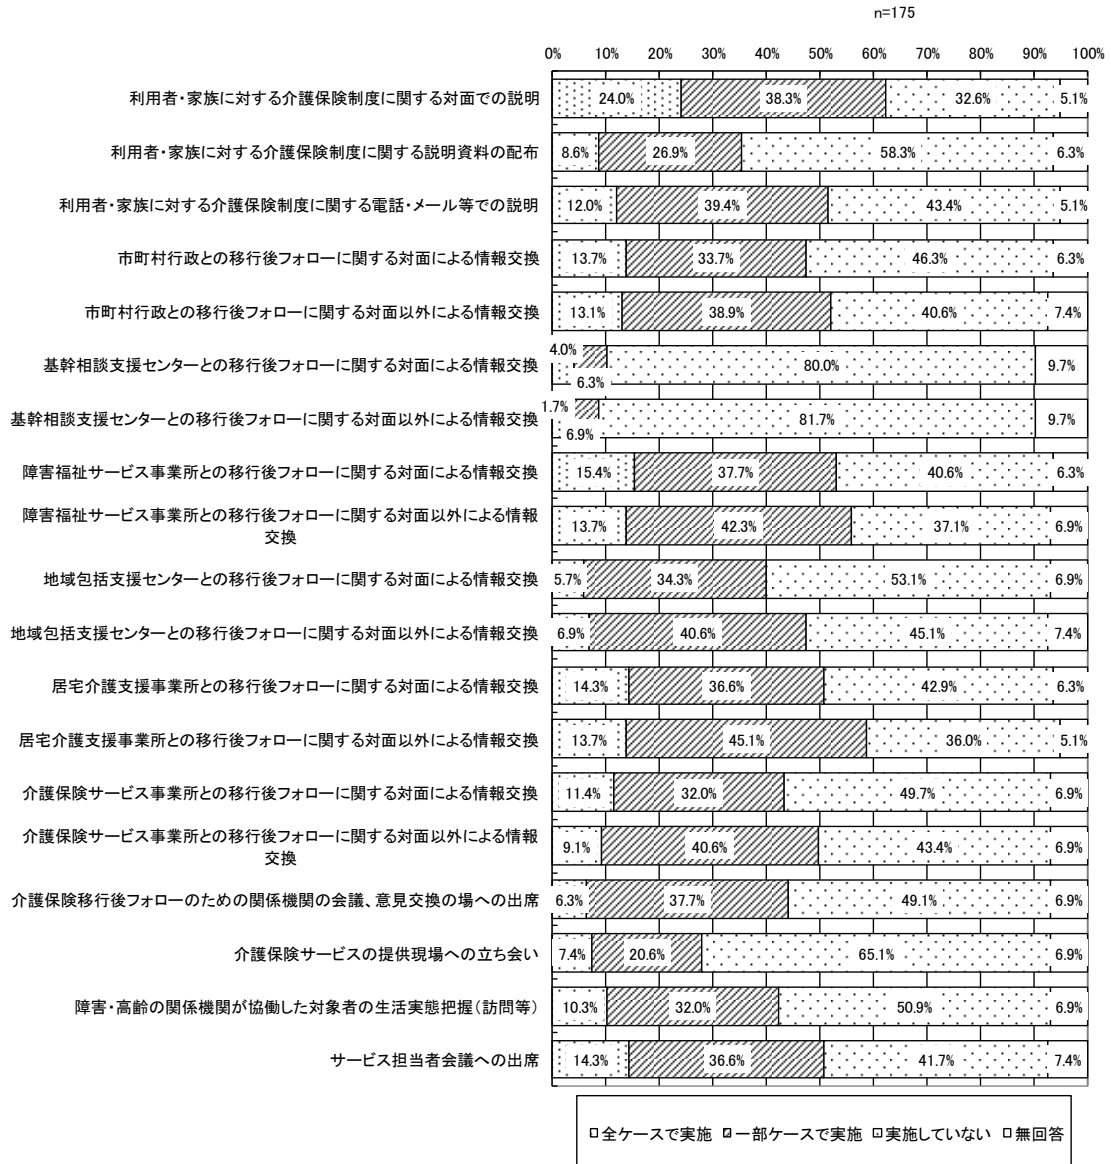 n=175
0% 10% 20% 30% 40% 50% 60% 70% 80% 90% 100%
利用者・家族に対する介護保険制度に関する対面での説明 24.0% 38.3% 32.6% 5.1%
利用者・家族に対する介護保険制度に関する説明資料の配布 8.6% 26.9% 58.3% 6.3%
利用者・家族に対する介護保険制度に関する電話・メール等での説明 12.0% 39.4% 43.4% 5.1%
市町村行政との移行後フォローに関する対面による情報交換 13.7% 33.7% 46.3% 6.3%
市町村行政との移行後フォローに関する対面以外による情報交換 13.1% 38.9% 40.6% 7.4%
基幹相談支援センターとの移行後フォローに関する対面による情報交換 4.0% 6.3% 80.0% 9.7%
基幹相談支援センターとの移行後フォローに関する対面以外による情報交換 1.7% 6.9% 81.7% 9.7%
障害福祉サービス事業所との移行後フォローに関する対面による情報交換 15.4% 37.7% 40.6% 6.3%
障害福祉サービス事業所との移行後フォローに関する対面以外による情報
交換 13.7% 42.3% 37.1% 6.9%
地域包括支援センターとの移行後フォローに関する対面による情報交換 5.7% 34.3% 53.1% 6.9%
地域包括支援センターとの移行後フォローに関する対面以外による情報交換 6.9% 40.6% 45.1% 7.4%
居宅介護支援事業所との移行後フォローに関する対面による情報交換 14.3% 36.6% 42.9% 6.3%
居宅介護支援事業所との移行後フォローに関する対面以外による情報交換 13.7% 45.1% 36.0% 5.1%
介護保険サービス事業所との移行後フォローに関する対面による情報交換 11.4% 32.0% 49.7% 6.9%
介護保険サービス事業所との移行後フォローに関する対面以外による情報
交換 9.1% 40.6% 43.4% 6.9%
介護保険移行後フォローのための関係機関の会議、意見交換の場への出席 6.3% 37.7% 49.1% 6.9%
介護保険サービスの提供現場への立ち会い 7.4% 20.6% 65.1% 6.9%
障害・高齢の関係機関が協働した対象者の生活実態把握(訪問等) 10.3% 32.0% 50.9% 6.9%
サービス担当者会議への出席 14.3% 36.6% 41.7% 7.4%
全ケースで実施 一部ケースで実施 実施していない 無回答